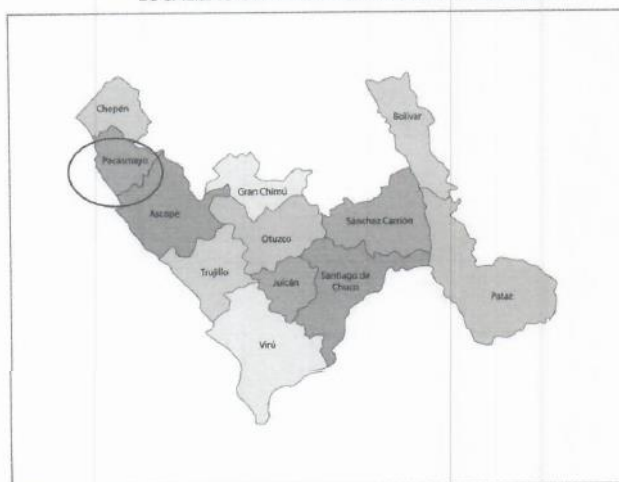 Chepén
Bolívar
Pacasmayo
Gran Chimú
Ascope
Sánchez Carrión
Otuzco
Trujillo
Julcán
Santiago de
Chuco
Pataz
Virú